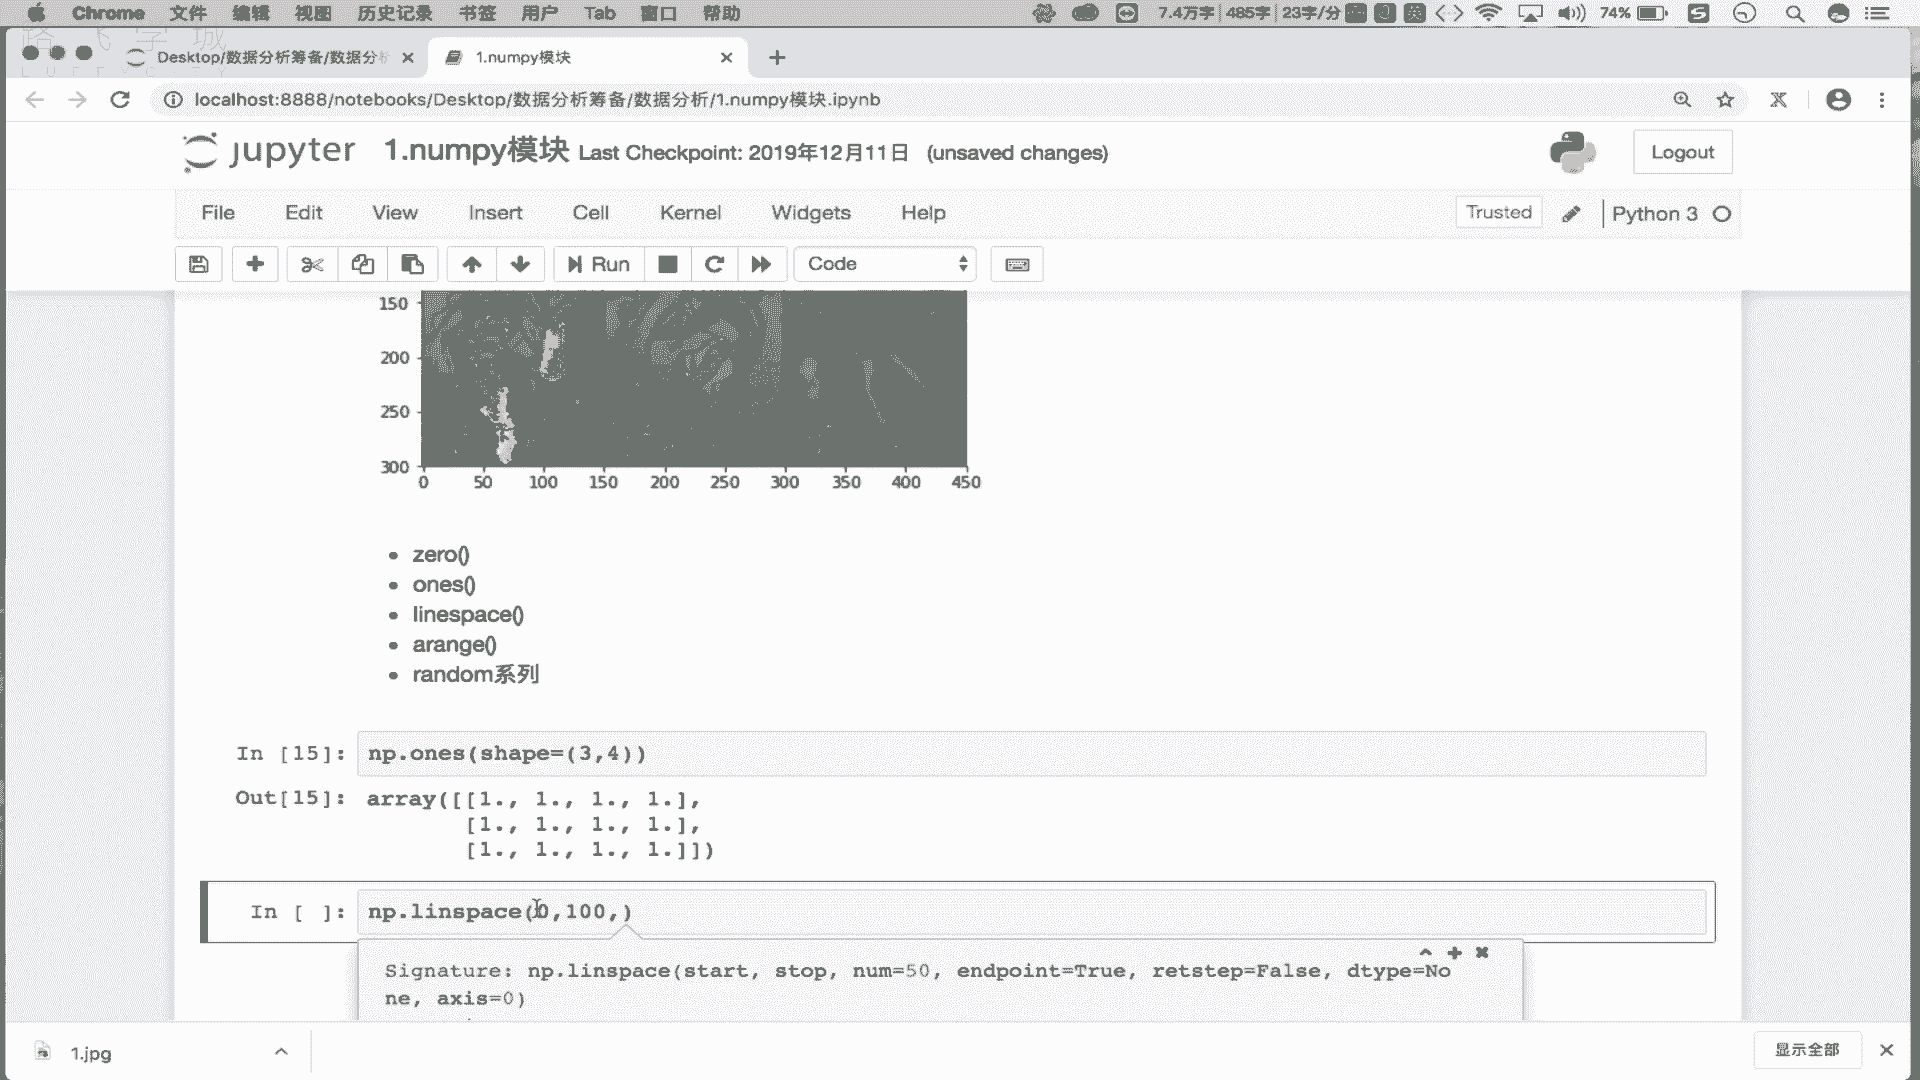 Chrome 文件 编辑 视图 历史记录 书签 用户 Tab 窗口 帮助 7.4万字 485字 23字/分 英 74% S
Desktop/数据分析筹备/数据分析
1.numpy模块
localhost:8888/notebooks/Desktop/数据分析筹备/数据分析/1.numpy模块.ipynb
jupyter 1.numpy模块 Last Checkpoint: 2019年12月11日 (unsaved changes) Logout
File Edit View Insert Cell Kernel Widgets Help Trusted Python 3
Run Code
150
200
250
300
0 50 100 150 200 250 300 350 400 450
zero()
ones()
linespace()
arange()
random系列
In [15]: np.ones(shape=(3,4))
Out[15]: array([[1., 1., 1., 1.],
[1., 1., 1., 1.],
[1., 1., 1., 1.]])
In [ ]: np.linspace(0,100,)
Signature: np.linspace(start, stop, num=50, endpoint=True, retstep=False, dtype=No
ne, axis=0)
1.jpg 显示全部